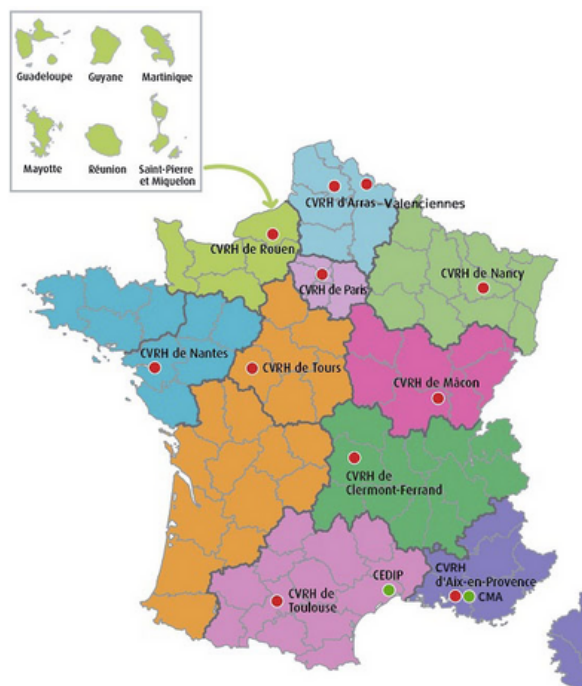 Guadeloupe
Guyane
Martinique
Mayotte
Réunion
Saint-Pierre
et Miquelon
CVRH d'Arras-Valenciennes
CVRH de Rouen
CVRH de Paris
CVRH de Nancy
CVRH de Nantes
CVRH de Tours
CVRH de Mâcon
CVRH de
Clermont-Ferrand
CVRH
d'Aix-en-Provence
CEDIP
CMA
CVRH de
Toulouse